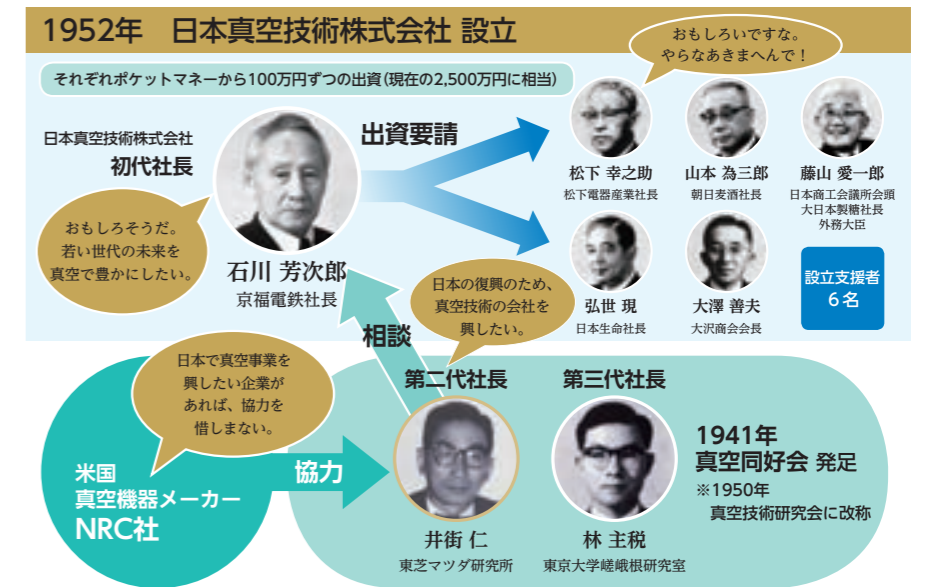 1952年 日本真空技術株式会社 設立
おもしろいですな。
やらなあきまへんで！
それぞれポケットマネーから100万円ずつの出資（現在の2,500万円に相当）
日本真空技術株式会社
初代社長
出資要請
おもしろそうだ。
若い世代の未来を
真空で豊かにしたい。
石川 芳次郎
京福電鉄社長
松下 幸之助
松下電器産業社長
山本 為三郎
朝日麦酒社長
藤山 愛一郎
日本商工会議所会頭
大日本製糖社長
外務大臣
弘世 現
日本生命社長
大澤 善夫
大沢商会会長
設立支援者
6名
日本の復興のため、
真空技術の会社を
興したい。
相談
日本で真空事業を
興したい企業が
あれば、協力を
惜しまない。
米国
真空機器メーカー
NRC社
協力
第二代社長
井街 仁
東芝マツダ研究所
第三代社長
林 主税
東京大学嵯峨根研究室
1941年
真空同好会 発足
※1950年
真空技術研究会に改称